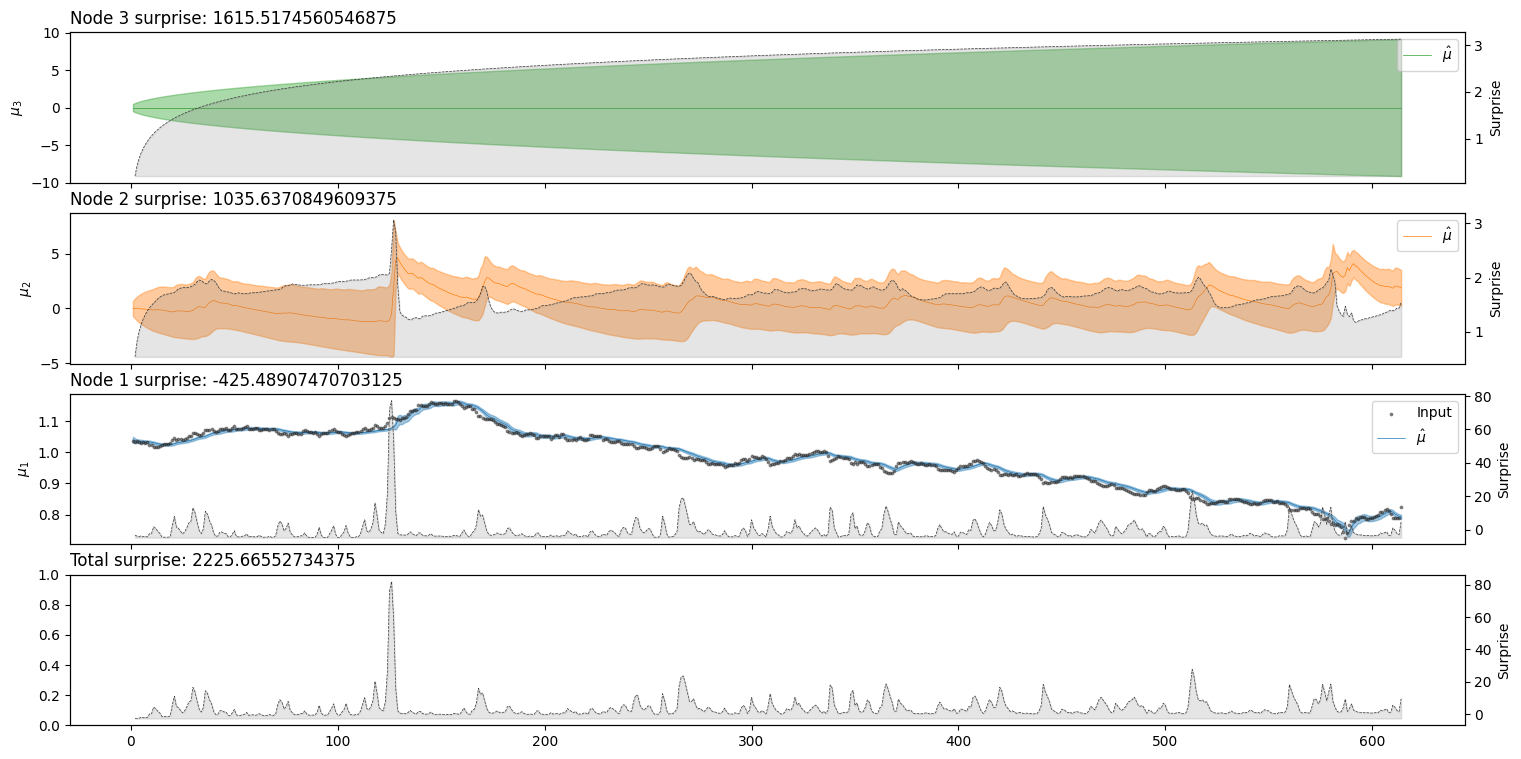 Node 3 surprise: 1615.5174560546875
10
5
0
−5
−10
μ3
μ̂
3
2
1
Surprise
Node 2 surprise: 1035.6370849609375
5
0
−5
μ2
μ̂
3
2
1
Surprise
Node 1 surprise: -425.48907470703125
1.1
1.0
0.9
0.8
μ1
Input
μ̂
80
60
40
20
0
Surprise
Total surprise: 2225.66552734375
1.0
0.8
0.6
0.4
0.2
0.0
80
60
40
20
0
Surprise
0 100 200 300 400 500 600